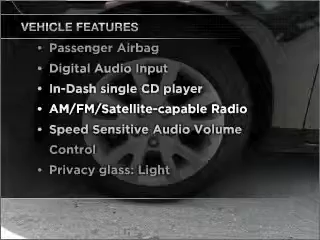 VEHICLE FEATURES
• Passenger Airbag
• Digital Audio Input
• In-Dash single CD player
• AM/FM/Satellite-capable Radio
• Speed Sensitive Audio Volume
Control
• Privacy glass: Light